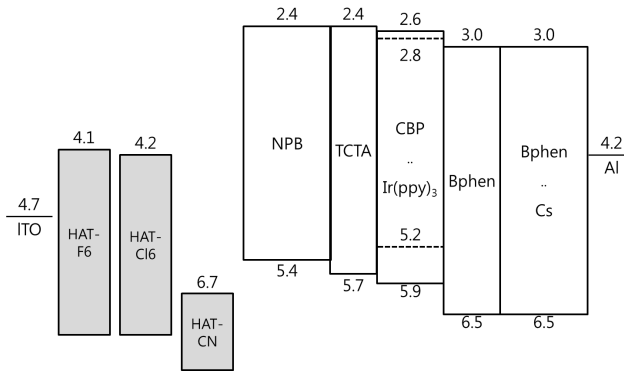 2.4
2.4
2.6
3.0
3.0
2.8
4.1
4.2
4.2
Al
NPB
TCTA
CBP
..
Ir(ppy)₃
Bphen
Bphen
..
Cs
4.7
ITO
HAT-
F6
HAT-
Cl6
5.2
5.4
5.7
5.9
6.7
HAT-
CN
6.5
6.5